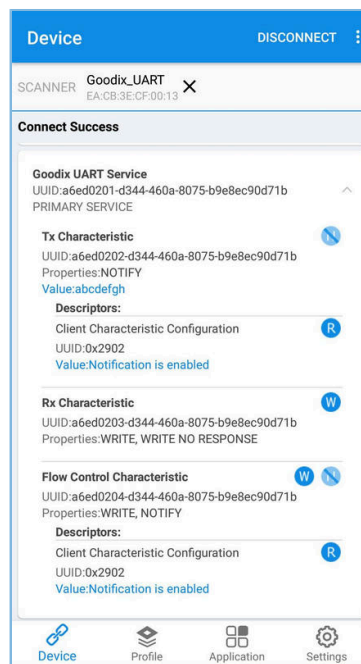 Device
DISCONNECT
SCANNER
Goodix_UART
EA:CB:3E:CF:00:13
Connect Success
Goodix UART Service
UUID:a6ed0201-d344-460a-8075-b9e8ec90d71b
PRIMARY SERVICE
Tx Characteristic
N
UUID:a6ed0202-d344-460a-8075-b9e8ec90d71b
Properties:NOTIFY
Value:abcdefgh
Descriptors:
Client Characteristic Configuration
R
UUID:0x2902
Value:Notification is enabled
Rx Characteristic
W
UUID:a6ed0203-d344-460a-8075-b9e8ec90d71b
Properties:WRITE, WRITE NO RESPONSE
Flow Control Characteristic
W N
UUID:a6ed0204-d344-460a-8075-b9e8ec90d71b
Properties:WRITE, NOTIFY
Descriptors:
Client Characteristic Configuration
R
UUID:0x2902
Value:Notification is enabled
Device
Profile
Application
Settings